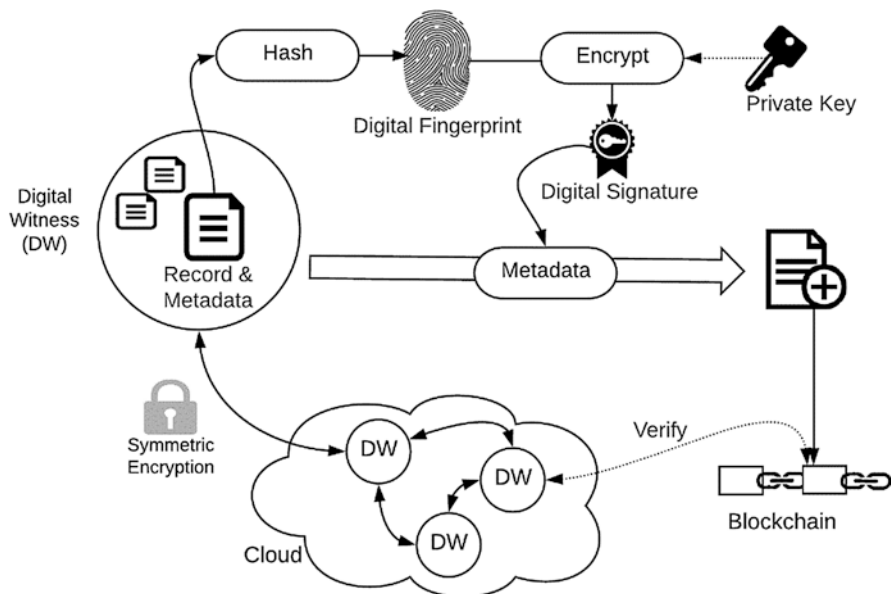 Hash
Encrypt
Digital Fingerprint
Private Key
Digital Signature
Digital
Witness
(DW)
Record &
Metadata
Metadata
Symmetric
Encryption
DW
DW
DW
Cloud
Verify
Blockchain